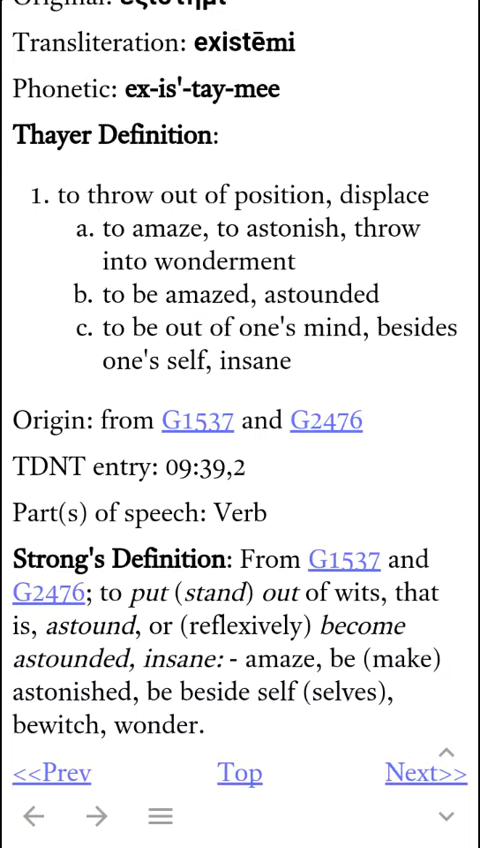 Original: ἐξίστημι
Transliteration: existēmi
Phonetic: ex-is'-tay-mee
Thayer Definition:
1. to throw out of position, displace
a. to amaze, to astonish, throw
into wonderment
b. to be amazed, astounded
c. to be out of one's mind, besides
one's self, insane
Origin: from G1537 and G2476
TDNT entry: 09:39,2
Part(s) of speech: Verb
Strong's Definition: From G1537 and
G2476; to put (stand) out of wits, that
is, astound, or (reflexively) become
astounded, insane: - amaze, be (make)
astonished, be beside self (selves),
bewitch, wonder.
<<Prev Top Next>>